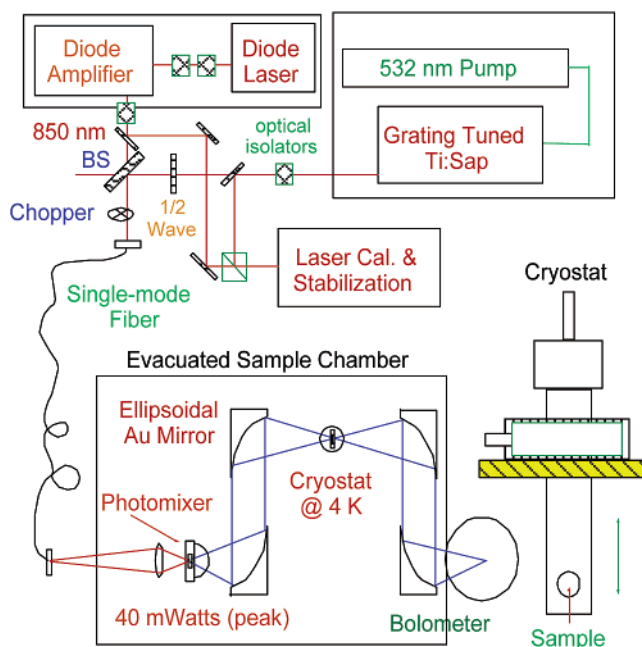 Diode
Amplifier
Diode
Laser
532 nm Pump
850 nm
optical
isolators
Grating Tuned
Ti:Sap
BS
Chopper
1/2
Wave
Laser Cal. &
Stabilization
Single-mode
Fiber
Cryostat
Evacuated Sample Chamber
Ellipsoidal
Au Mirror
Cryostat
@ 4 K
Photomixer
40 mWatts (peak)
Bolometer
Sample